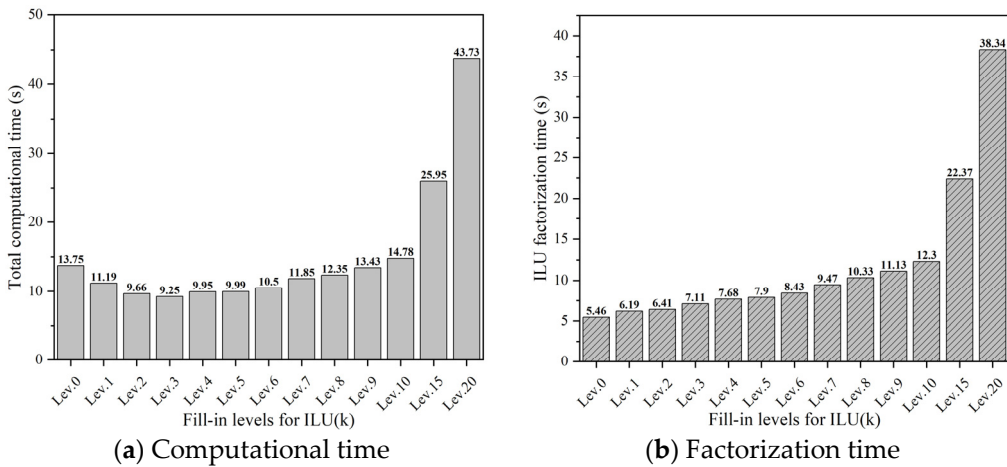 50
40
30
20
10
0
Total computational time (s)
13.75
11.19
9.66
9.25
9.95
9.99
10.5
11.85
12.35
13.43
14.78
25.95
43.73
Lev.0
Lev.1
Lev.2
Lev.3
Lev.4
Lev.5
Lev.6
Lev.7
Lev.8
Lev.9
Lev.10
Lev.15
Lev.20
Fill-in levels for ILU(k)
(a) Computational time
40
35
30
25
20
15
10
5
0
ILU factorization time (s)
5.46
6.19
6.41
7.11
7.68
7.9
8.43
9.47
10.33
11.13
12.3
22.37
38.34
Lev.0
Lev.1
Lev.2
Lev.3
Lev.4
Lev.5
Lev.6
Lev.7
Lev.8
Lev.9
Lev.10
Lev.15
Lev.20
Fill-in levels for ILU(k)
(b) Factorization time